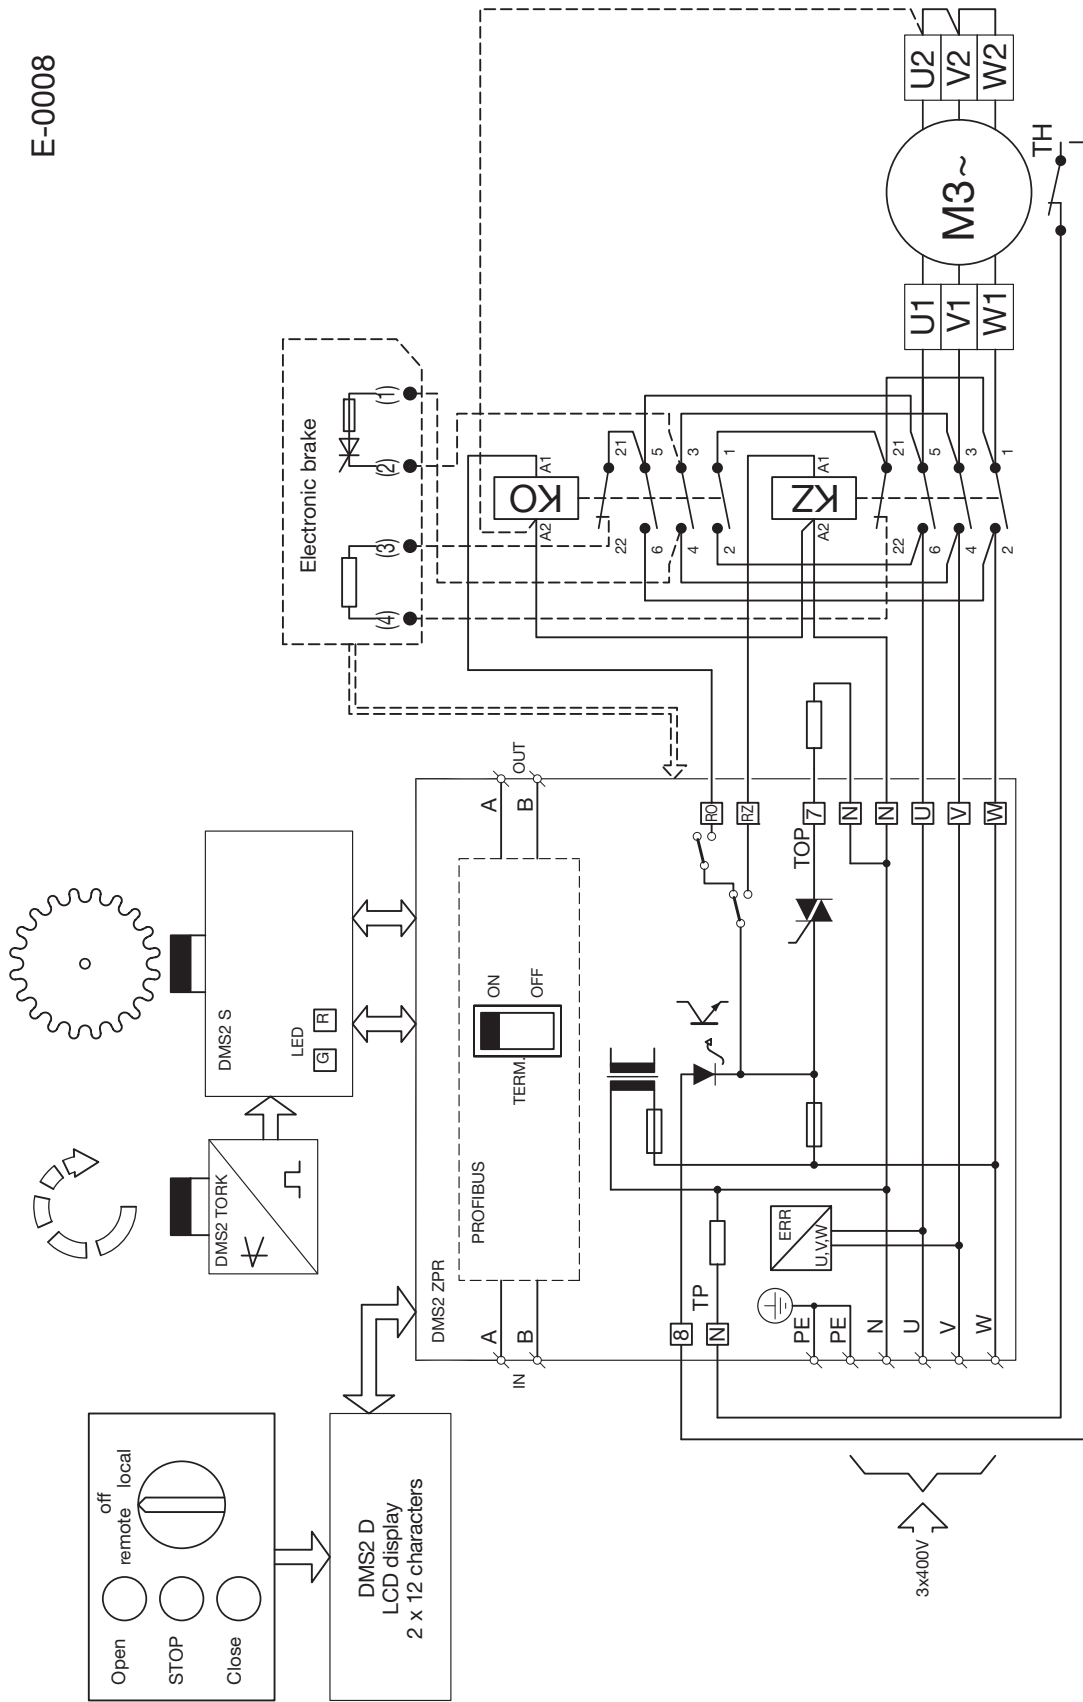 E-0008
Open
STOP
Close
remote
off
local
DMS2 D
LCD display
2 x 12 characters
DMS2 TORK
DMS2 S
LED
G
R
DMS2 ZPR
PROFIBUS
TERM.
ON
OFF
IN
A
B
A
B
OUT
Electronic brake
(4)
(3)
(2)
(1)
8
N
TP
RO
RZ
TOP
7
N
N
U
V
W
PE
PE
N
U
V
W
ERR
U,V,W
3x400V
KO
A2
A1
22
21
6
5
4
3
2
1
KZ
A2
A1
22
21
6
5
4
3
2
1
U1
V1
W1
M3~
U2
V2
W2
TH